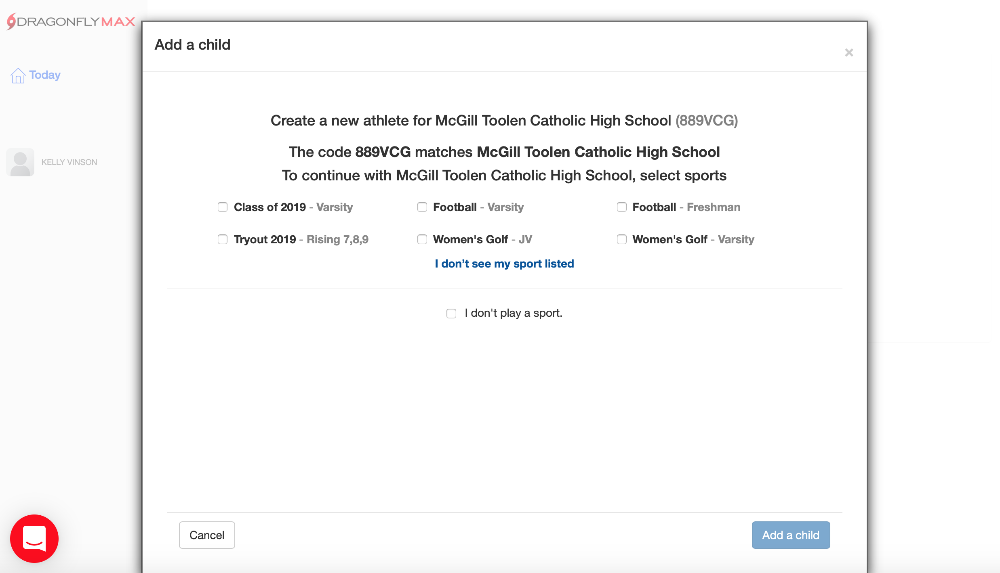 DRAGONFLYMAX
Today
KELLY VINSON
Add a child
×
Create a new athlete for McGill Toolen Catholic High School (889VCG)
The code 889VCG matches McGill Toolen Catholic High School
To continue with McGill Toolen Catholic High School, select sports
Class of 2019 - Varsity
Football - Varsity
Football - Freshman
Tryout 2019 - Rising 7,8,9
Women's Golf - JV
Women's Golf - Varsity
I don’t see my sport listed
I don't play a sport.
Cancel
Add a child